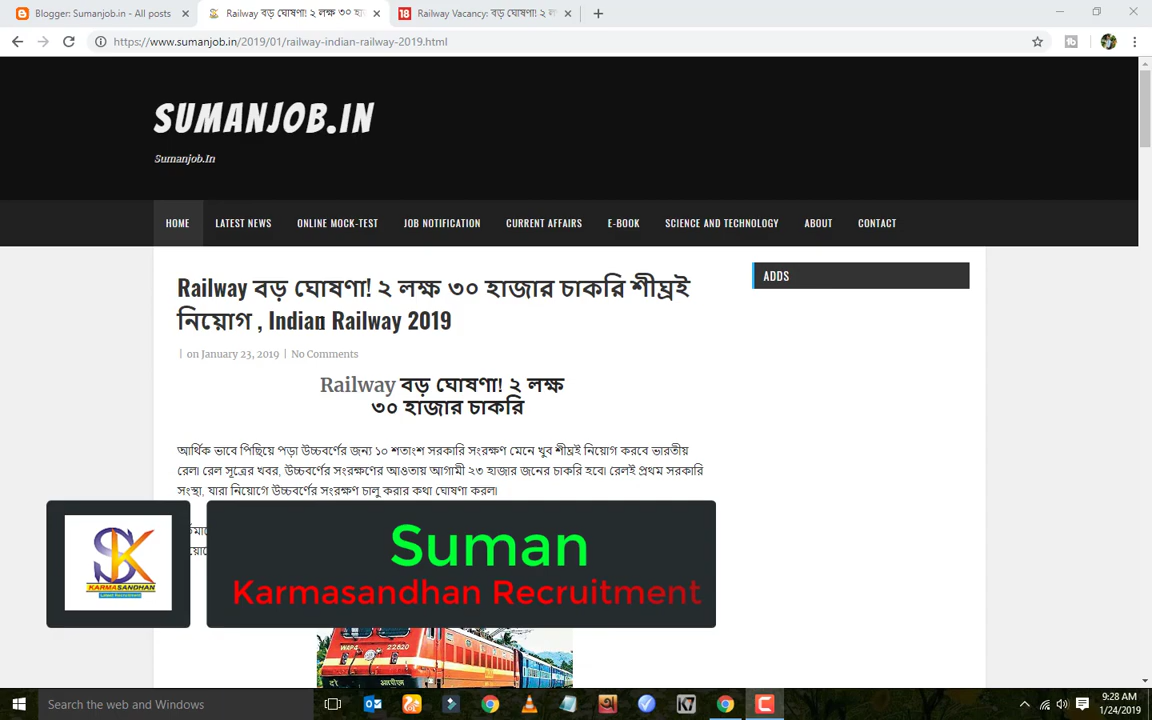 Blogger: Sumanjob.in - All posts
Railway বড় ঘোষণা! ২ লক্ষ ৩০ হা
Railway Vacancy: বড় ঘোষণা! ২ ল
https://www.sumanjob.in/2019/01/railway-indian-railway-2019.html
SUMANJOB.IN
Sumanjob.In
HOME LATEST NEWS ONLINE MOCK-TEST JOB NOTIFICATION CURRENT AFFAIRS E-BOOK SCIENCE AND TECHNOLOGY ABOUT CONTACT
Railway বড় ঘোষণা! ২ লক্ষ ৩০ হাজার চাকরি শীঘ্রই
নিয়োগ , Indian Railway 2019
| on January 23, 2019 | No Comments
ADDS
Railway বড় ঘোষণা! ২ লক্ষ
৩০ হাজার চাকরি
আর্থিক ভাবে পিছিয়ে পড়া উচ্চবর্ণের জন্য ১০ শতাংশ সরকারি সংরক্ষণ মেনে খুব শীঘ্রই নিয়োগ করবে ভারতীয়
রেল৷ রেল সূত্রের খবর, উচ্চবর্ণের সংরক্ষণের আওতায় আগামী ২৩ হাজার জনের চাকরি হবে৷ রেলই প্রথম সরকারি
সংস্থা, যারা নিয়োগে উচ্চবর্ণের সংরক্ষণ চালু করার কথা ঘোষণা করল৷
SK
KARMASANDHAN
Latest Recruitment
Suman
Karmasandhan Recruitment
WAP4 22620
Search the web and Windows
9:28 AM
1/24/2019